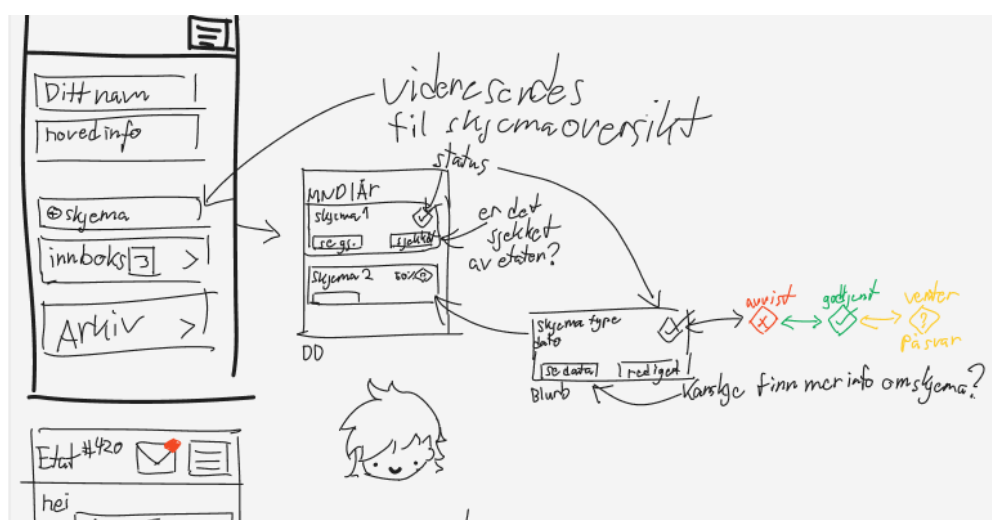 Ditt navn
hovedinfo
skjema
innboks 3 >
Arkiv >
videresendes
til skjemaoversikt
status
MND|År
skjema 1
se gs.
sjekket
er det
sjekket
av etaten?
Skjema 2 50%
DD
skjema type
dato
se data
rediger
Blurb
avvist
godkjent
venter
på svar
x
?
Kanskje finn mer info om skjema?
Etat #420
hei